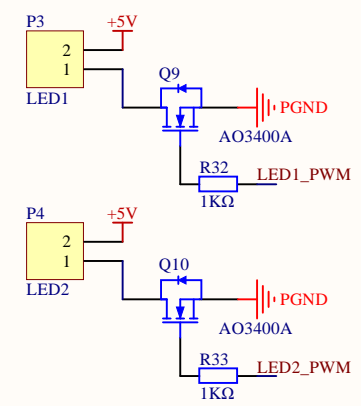 P3
+5V
2
1
LED1
Q9
PGND
AO3400A
R32
LED1_PWM
1KΩ
P4
+5V
2
1
LED2
Q10
PGND
AO3400A
R33
LED2_PWM
1KΩ